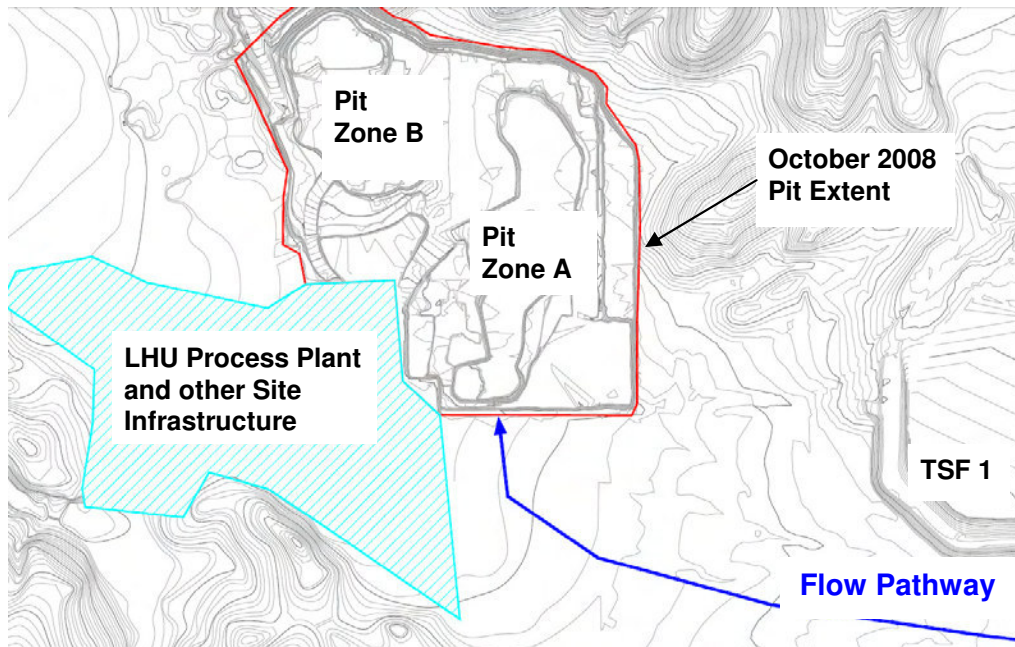 Pit
Zone B
October 2008
Pit Extent
Pit
Zone A
LHU Process Plant
and other Site
Infrastructure
TSF 1
Flow Pathway